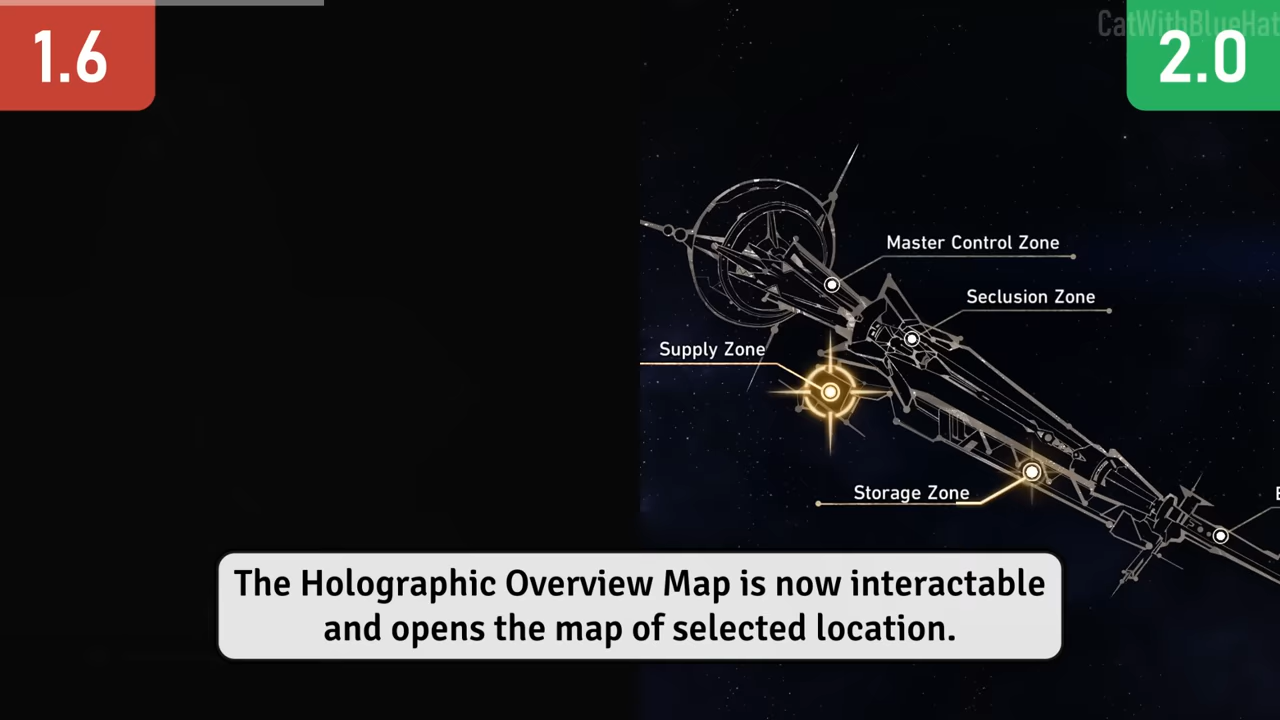 1.6
CatWithBlueHat
2.0
Master Control Zone
Seclusion Zone
Supply Zone
Storage Zone
The Holographic Overview Map is now interactable
and opens the map of selected location.